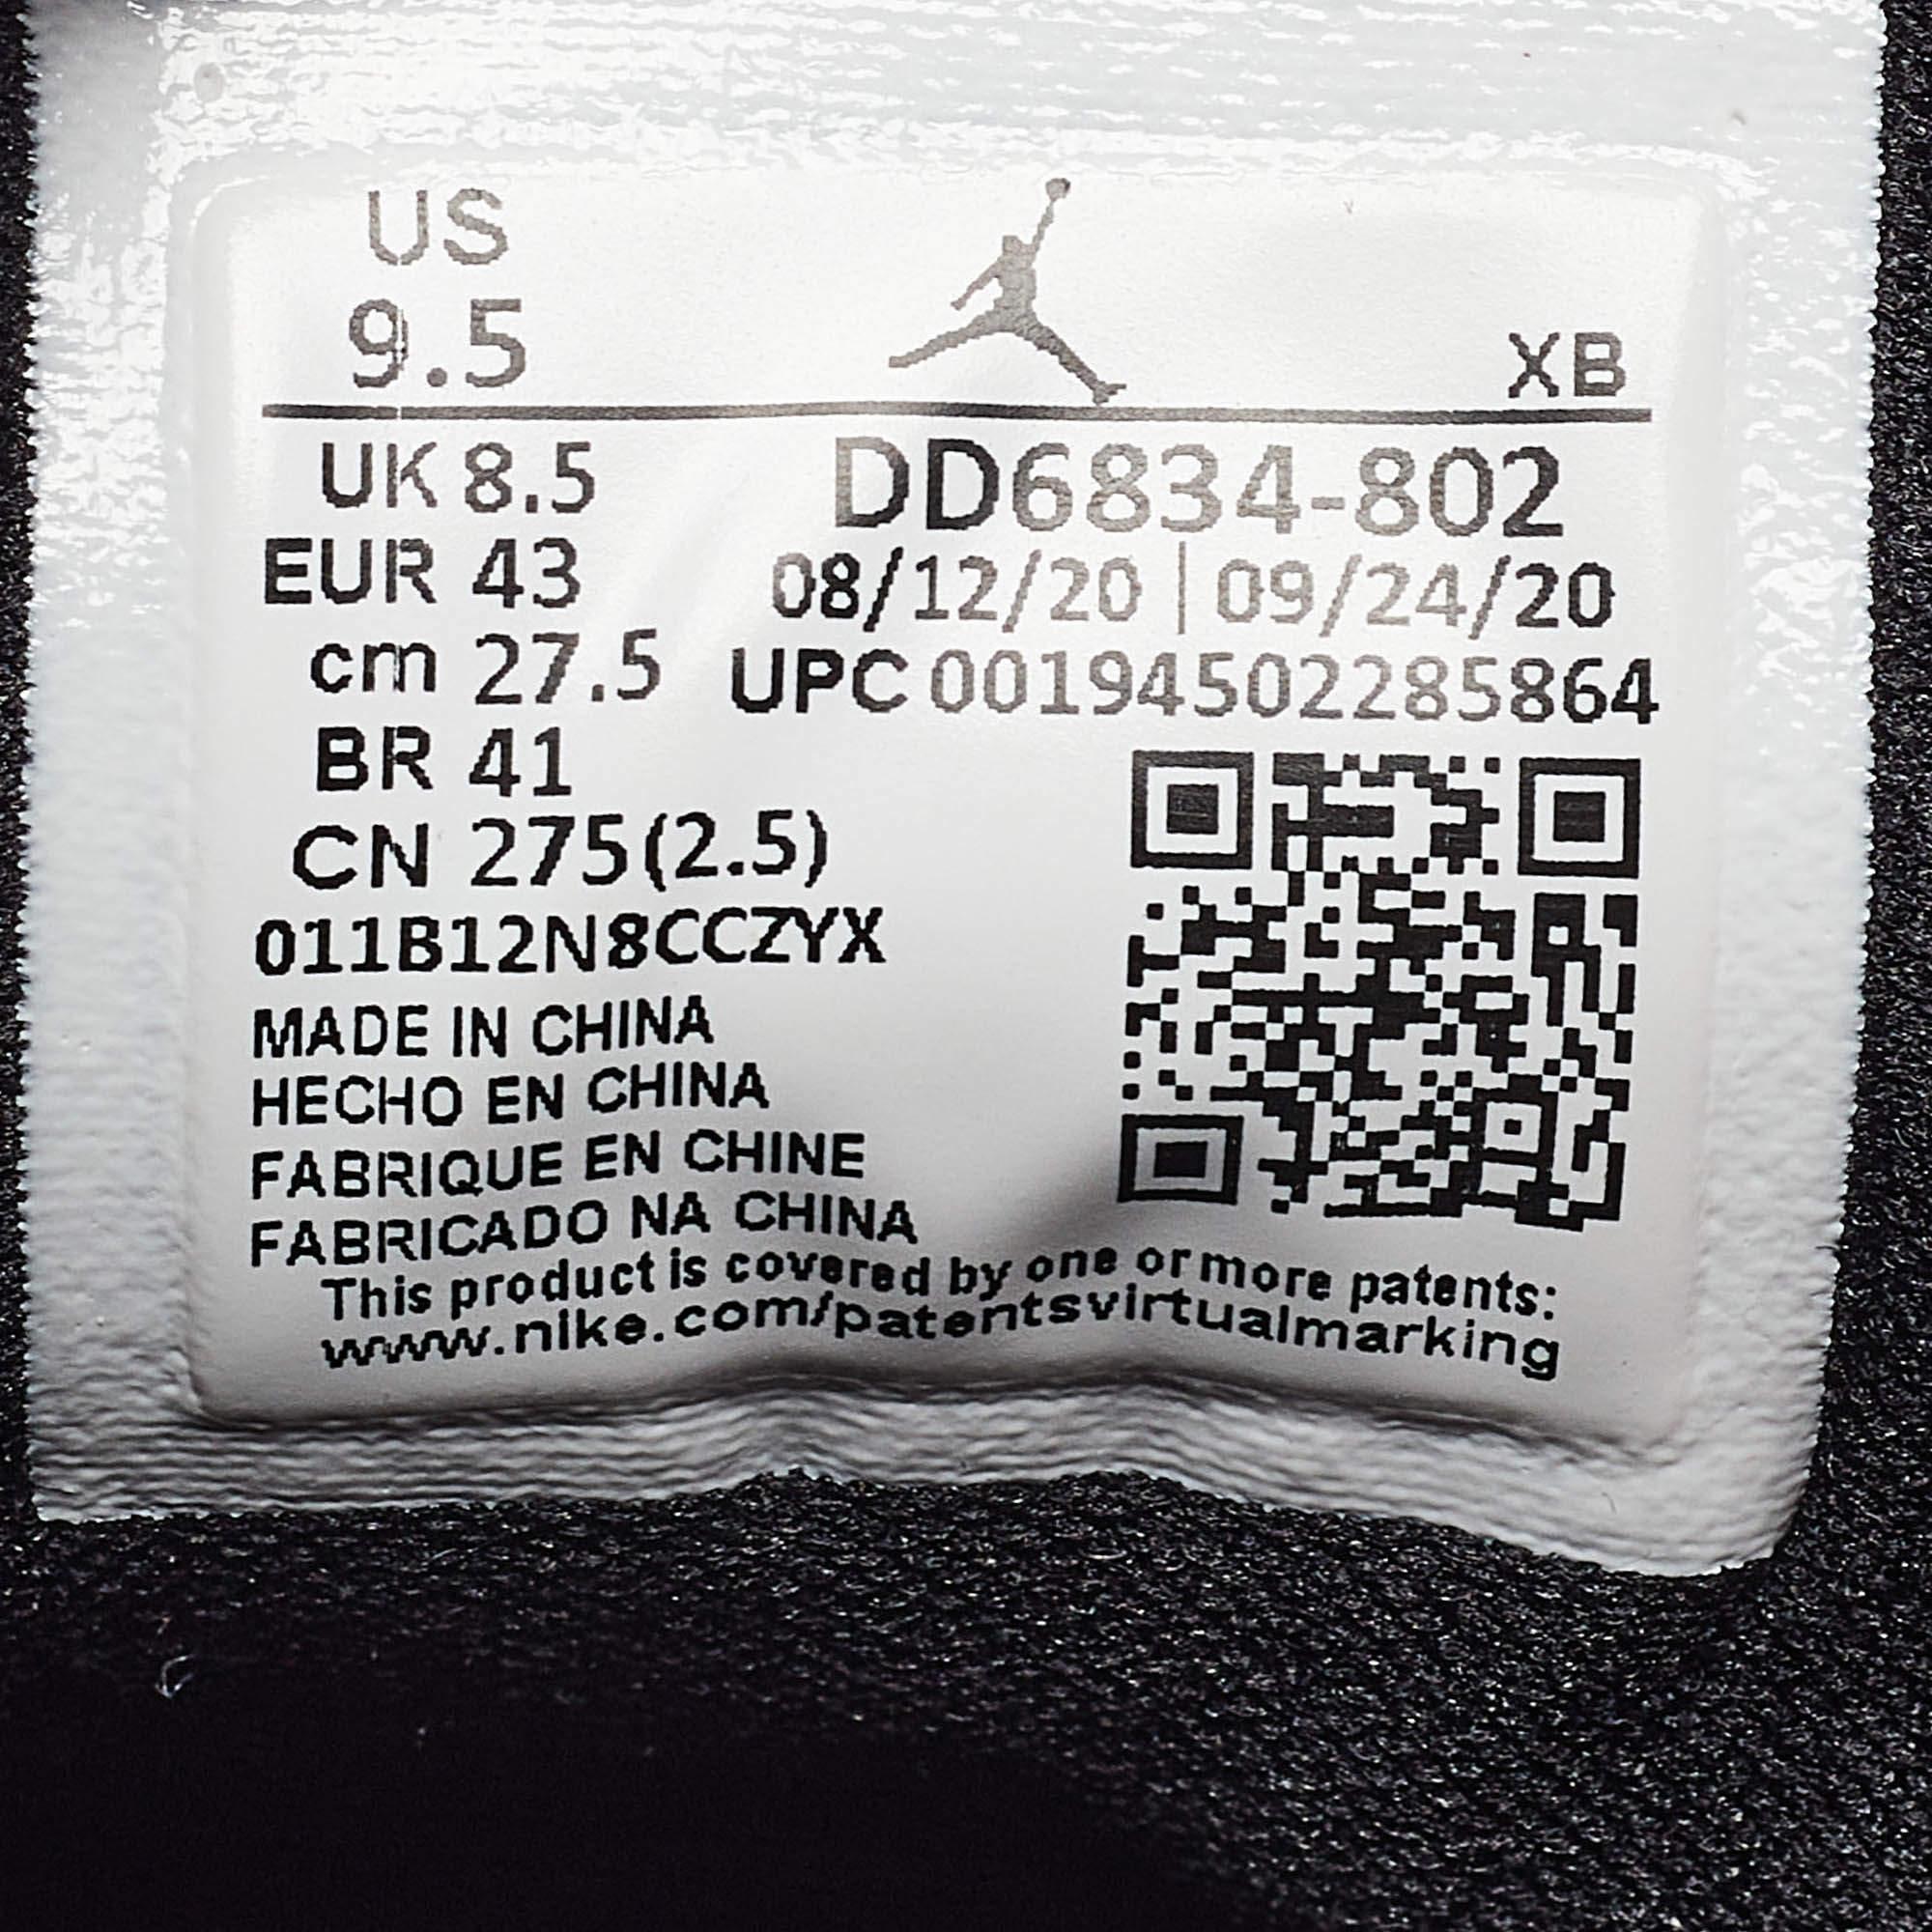 US
9.5
XB
UK 8.5
DD6834-802
EUR 43
08/12/20 | 09/24/20
cm 27.5
UPC 00194502285864
BR 41
CN 275(2.5)
011B12N8CCZYX
MADE IN CHINA
HECHO EN CHINA
FABRIQUE EN CHINE
FABRICADO NA CHINA
This product is covered by one or more patents:
www.nike.com/patentsvirtualmarking